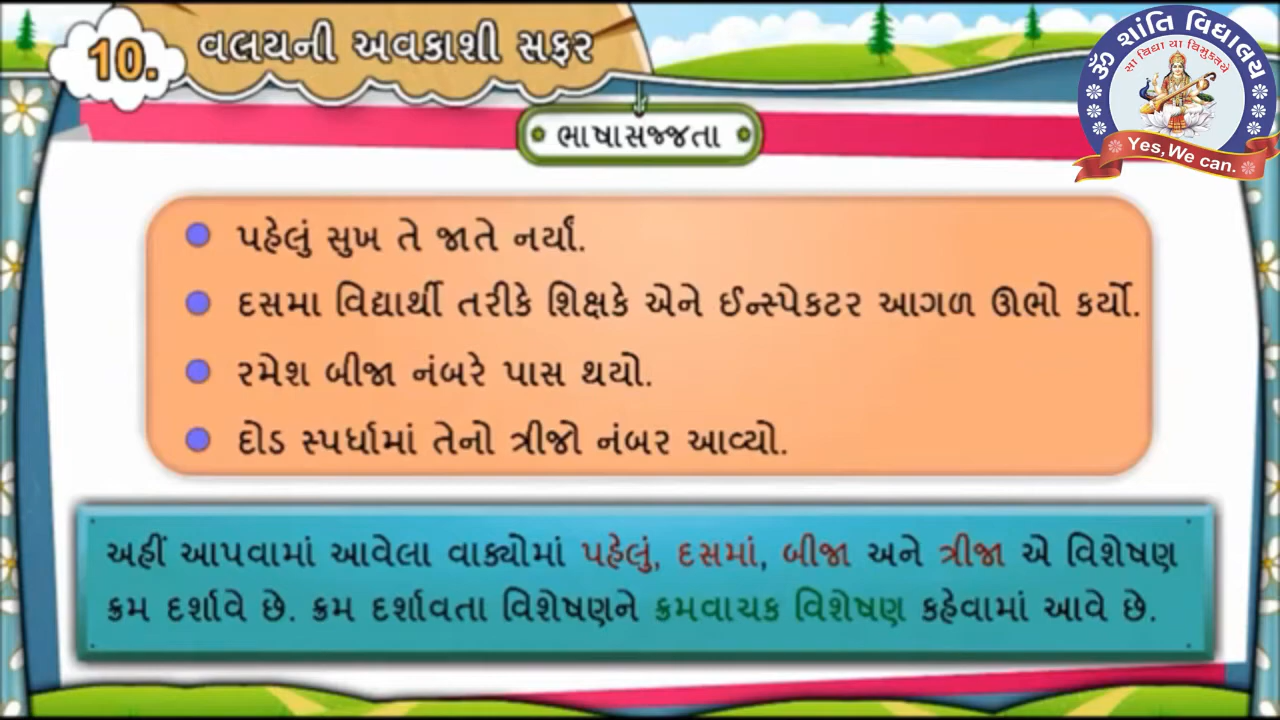 10. વલયની અવકાશી સફર
ૐ શાંતિ વિદ્યાલય
સા વિદ્યા યા વિમુક્તયે
Yes, We can.
ભાષાસજ્જતા
પહેલું સુખ તે જાતે નર્યાં.
દસમા વિદ્યાર્થી તરીકે શિક્ષકે એને ઈન્સ્પેકટર આગળ ઊભો કર્યો.
રમેશ બીજા નંબરે પાસ થયો.
દોડ સ્પર્ધામાં તેનો ત્રીજો નંબર આવ્યો.
અહીં આપવામાં આવેલા વાક્યોમાં પહેલું, દસમાં, બીજા અને ત્રીજા એ વિશેષણ
ક્રમ દર્શાવે છે. ક્રમ દર્શાવતા વિશેષણને ક્રમવાચક વિશેષણ કહેવામાં આવે છે.